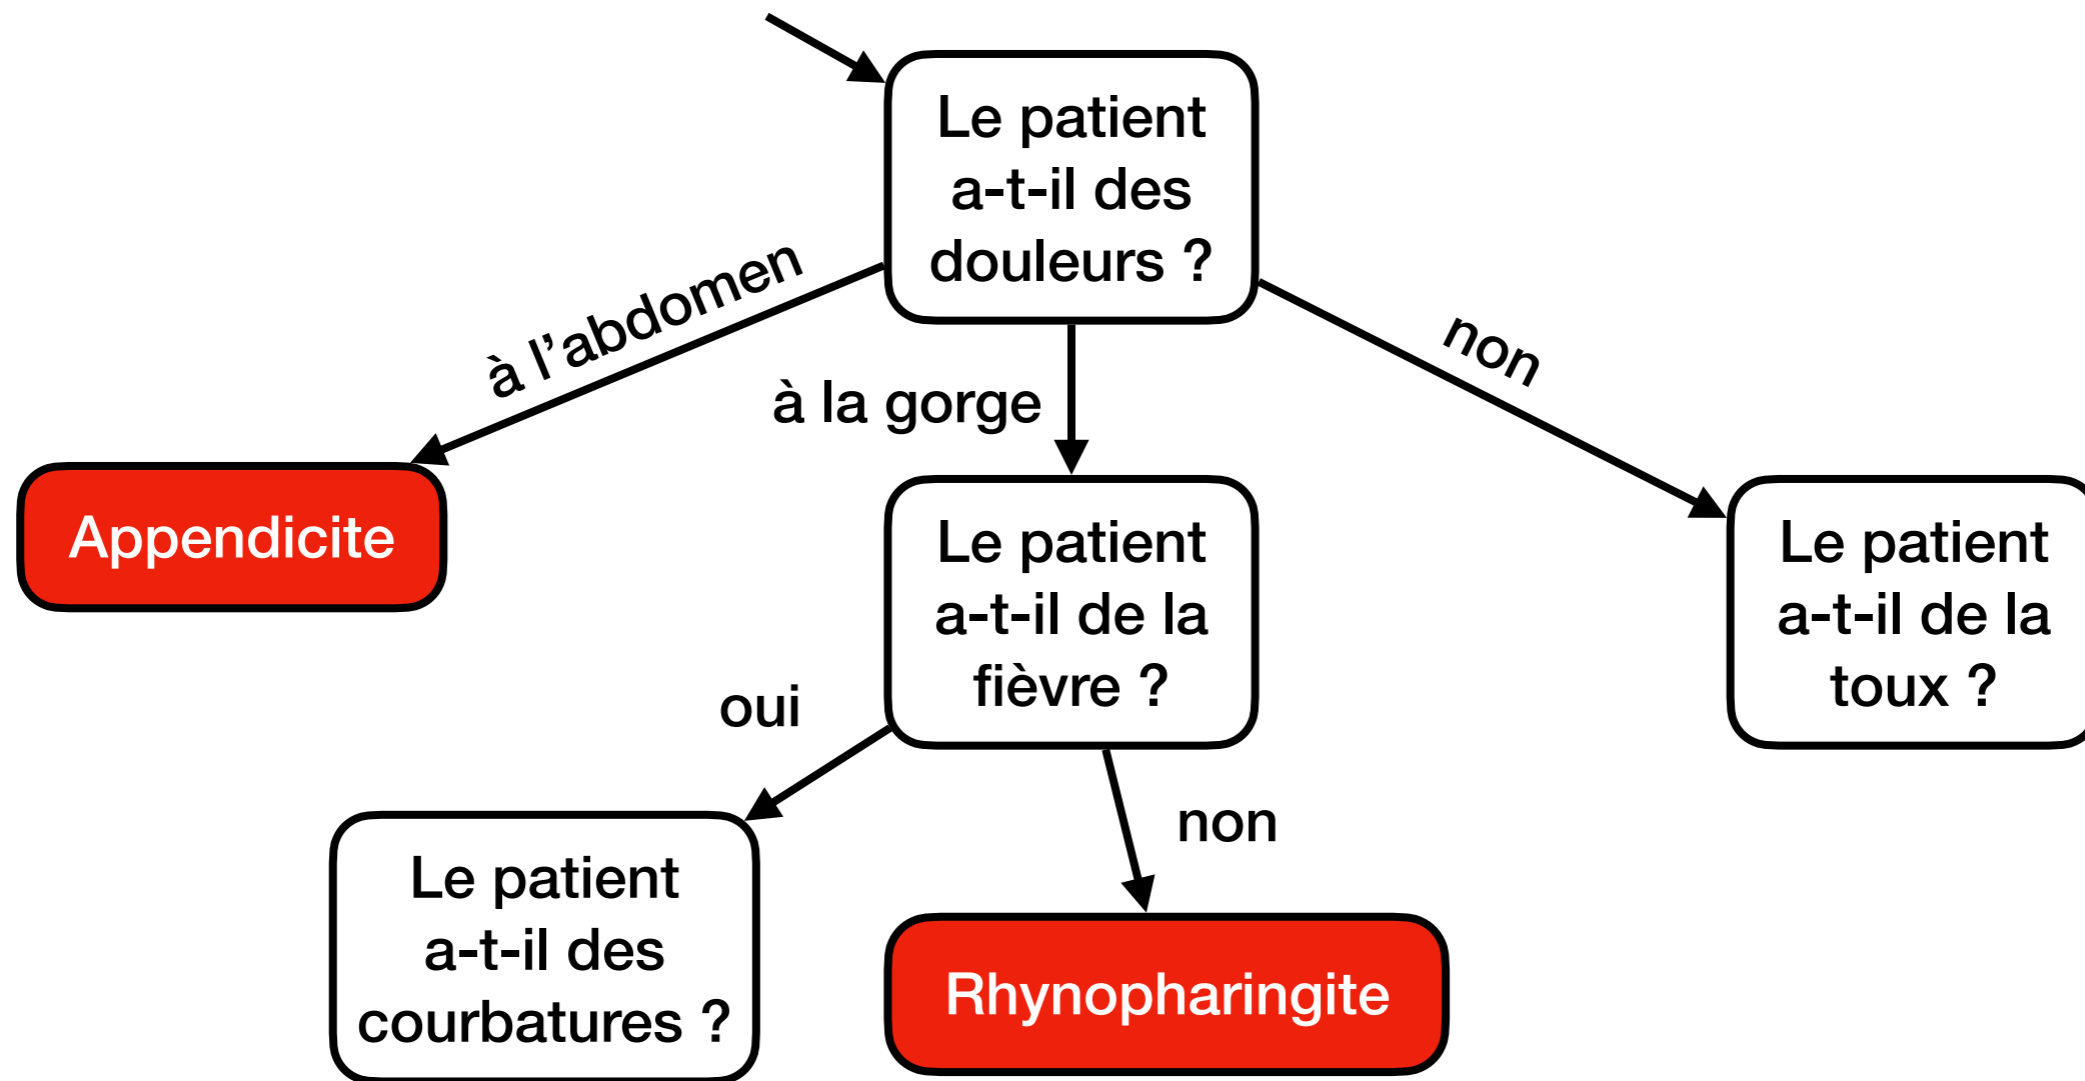 Le patient
a-t-il des
douleurs ?
à l’abdomen
à la gorge
non
Appendicite
Le patient
a-t-il de la
fièvre ?
Le patient
a-t-il de la
toux ?
oui
non
Le patient
a-t-il des
courbatures ?
Rhynopharingite